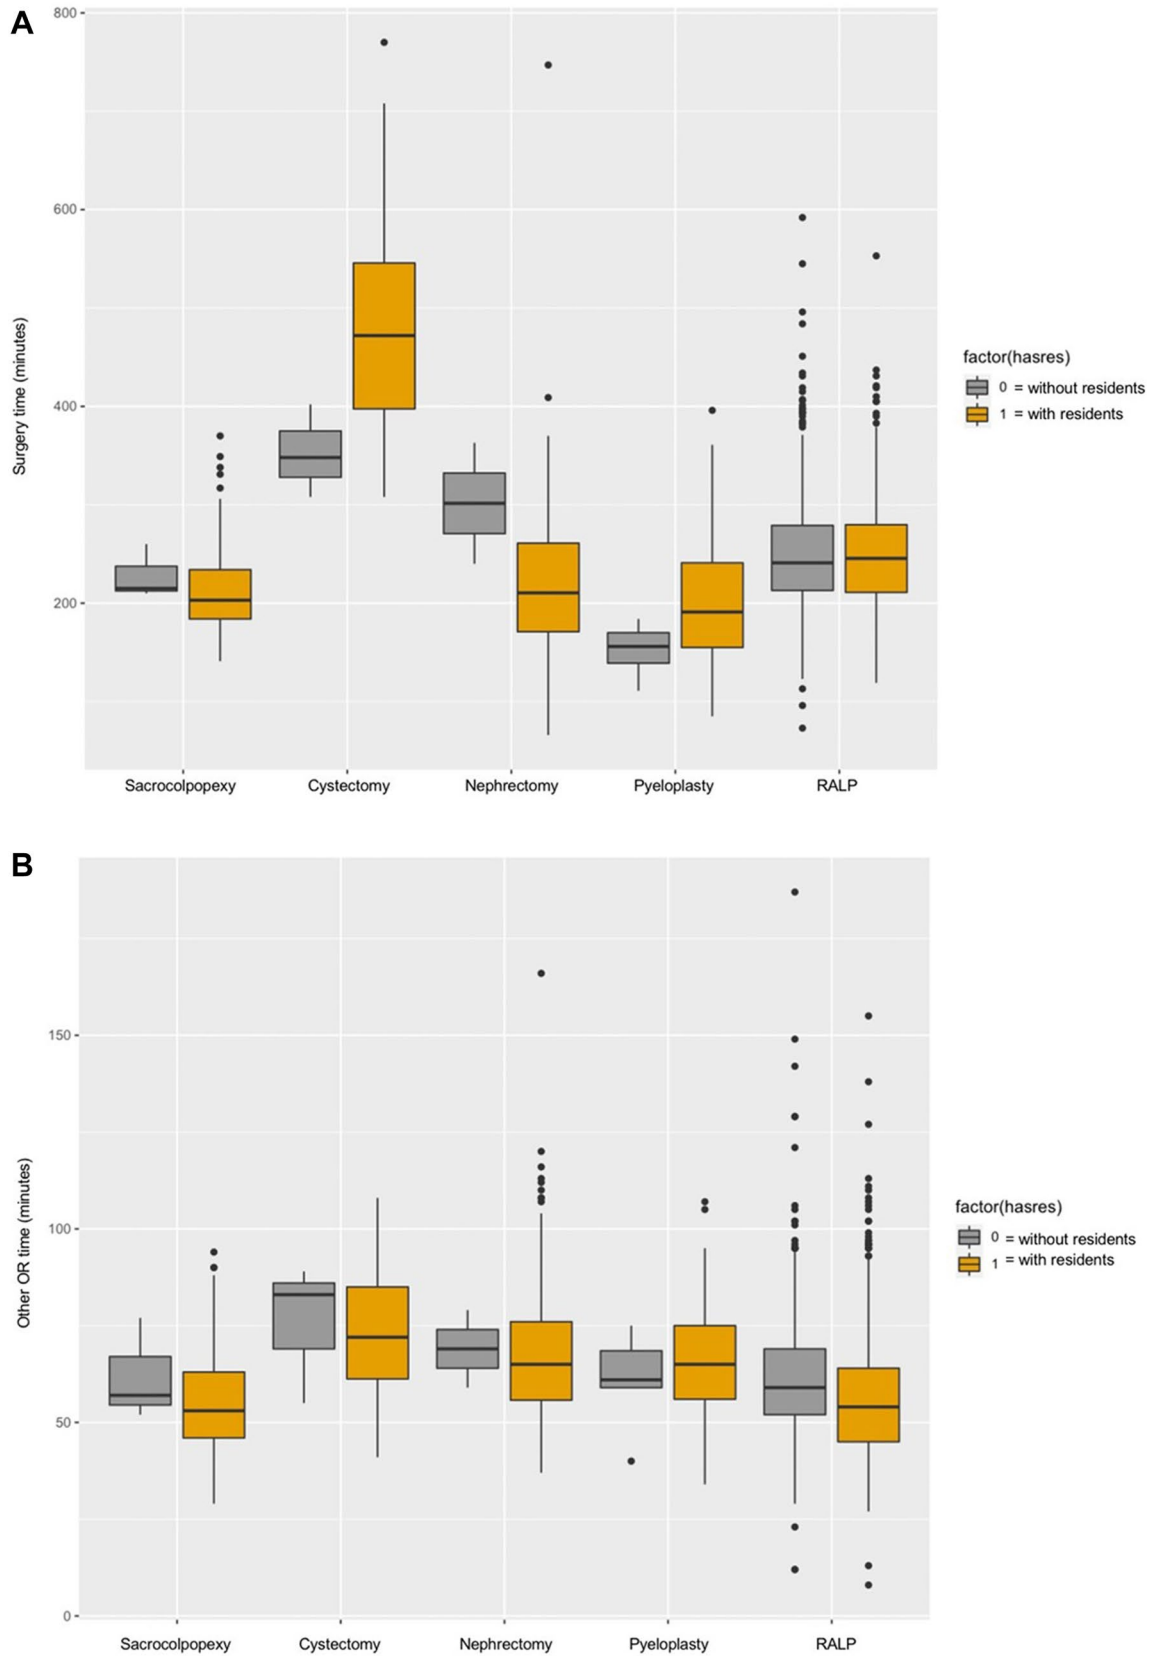 A
800
600
400
200
Surgery time (minutes)
Sacrocolpopexy Cystectomy Nephrectomy Pyeloplasty RALP
factor(hasres)
0 = without residents
1 = with residents
B
150
100
50
0
Other OR time (minutes)
Sacrocolpopexy Cystectomy Nephrectomy Pyeloplasty RALP
factor(hasres)
0 = without residents
1 = with residents